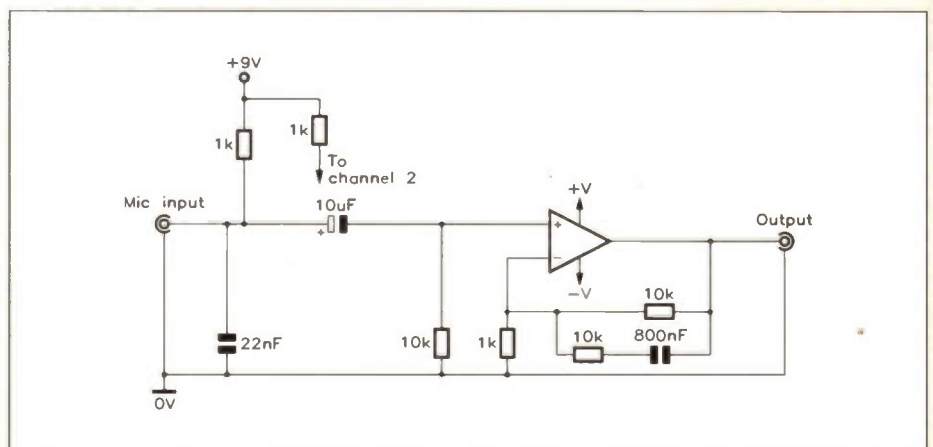 +9V
1k
1k
To
channel 2
Mic input
10uF
+
+V
Output
+
−
−V
10k
22nF
10k
1k
10k
800nF
0V